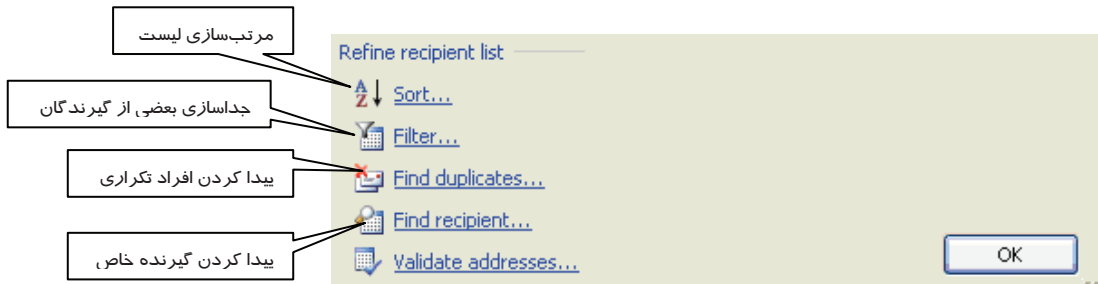 مرتب‌سازی لیست
Refine recipient list
Sort...
جداسازی بعضی از گیرندگان
Filter...
پیدا کردن افراد تکراری
Find duplicates...
Find recipient...
پیدا کردن گیرنده خاص
Validate addresses...
OK